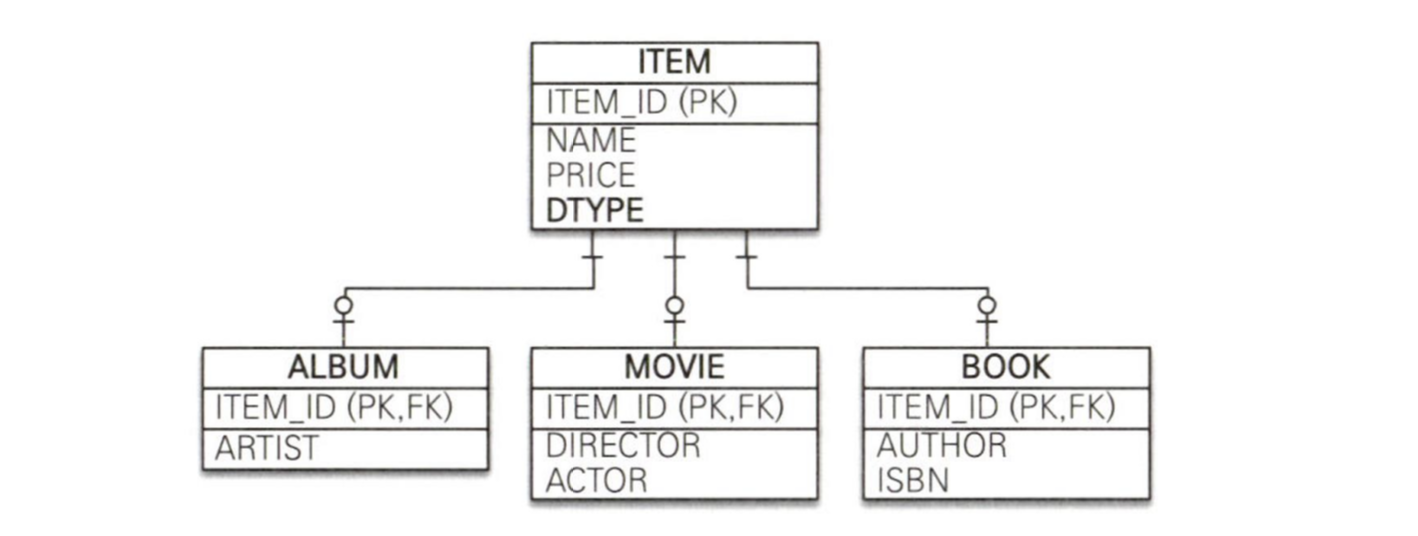 ITEM
ITEM_ID (PK)
NAME
PRICE
DTYPE
ALBUM
ITEM_ID (PK,FK)
ARTIST
MOVIE
ITEM_ID (PK,FK)
DIRECTOR
ACTOR
BOOK
ITEM_ID (PK,FK)
AUTHOR
ISBN